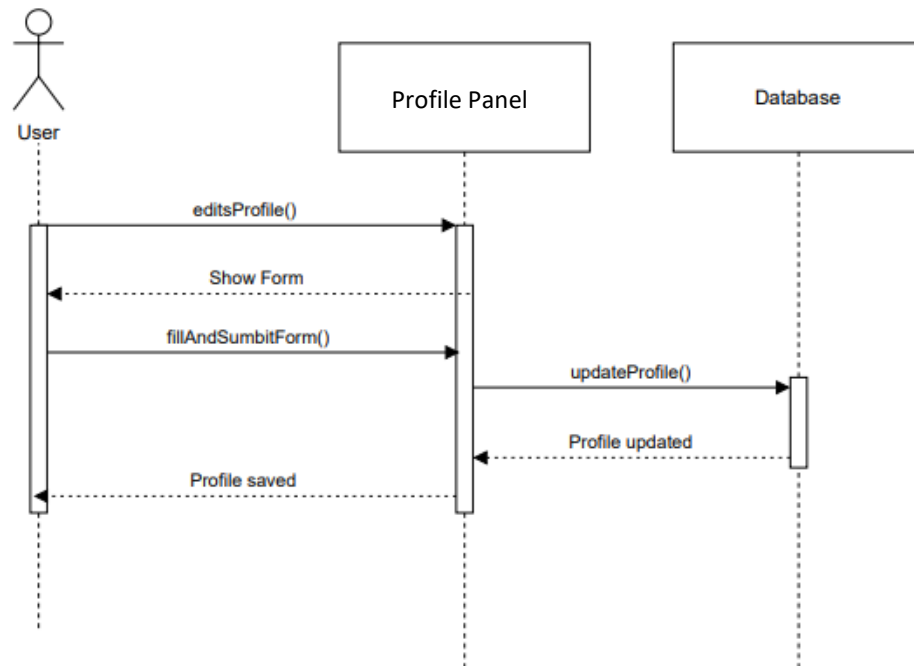 User
Profile Panel
Database
editsProfile()
Show Form
fillAndSumbitForm()
updateProfile()
Profile updated
Profile saved